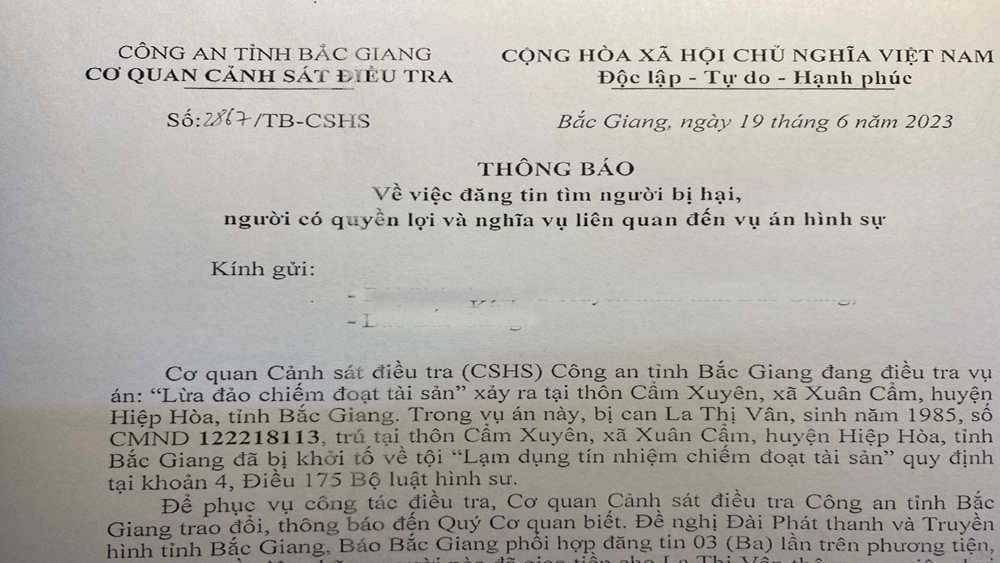 CÔNG AN TỈNH BẮC GIANG
CƠ QUAN CẢNH SÁT ĐIỀU TRA
CỘNG HÒA XÃ HỘI CHỦ NGHĨA VIỆT NAM
Độc lập - Tự do - Hạnh phúc
Số:2867/TB-CSHS
Bắc Giang, ngày 19 tháng 6 năm 2023
THÔNG BÁO
Về việc đăng tin tìm người bị hại,
người có quyền lợi và nghĩa vụ liên quan đến vụ án hình sự
Kính gửi:
Cơ quan Cảnh sát điều tra (CSHS) Công an tỉnh Bắc Giang đang điều tra vụ
án: “Lừa đảo chiếm đoạt tài sản” xảy ra tại thôn Cẩm Xuyên, xã Xuân Cẩm, huyện
Hiệp Hòa, tỉnh Bắc Giang. Trong vụ án này, bị can La Thị Vân, sinh năm 1985, số
CMND 122218113, trú tại thôn Cẩm Xuyên, xã Xuân Cẩm, huyện Hiệp Hòa, tỉnh
Bắc Giang đã bị khởi tố về tội “Lạm dụng tín nhiệm chiếm đoạt tài sản” quy định
tại khoản 4, Điều 175 Bộ luật hình sự.
Để phục vụ công tác điều tra, Cơ quan Cảnh sát điều tra Công an tỉnh Bắc
Giang trao đổi, thông báo đến Quý Cơ quan biết. Đề nghị Đài Phát thanh và Truyền
hình tỉnh Bắc Giang, Báo Bắc Giang phối hợp đăng tin 03 (Ba) lần trên phương tiện,
người nào đã giao tiền cho La Thị Vân